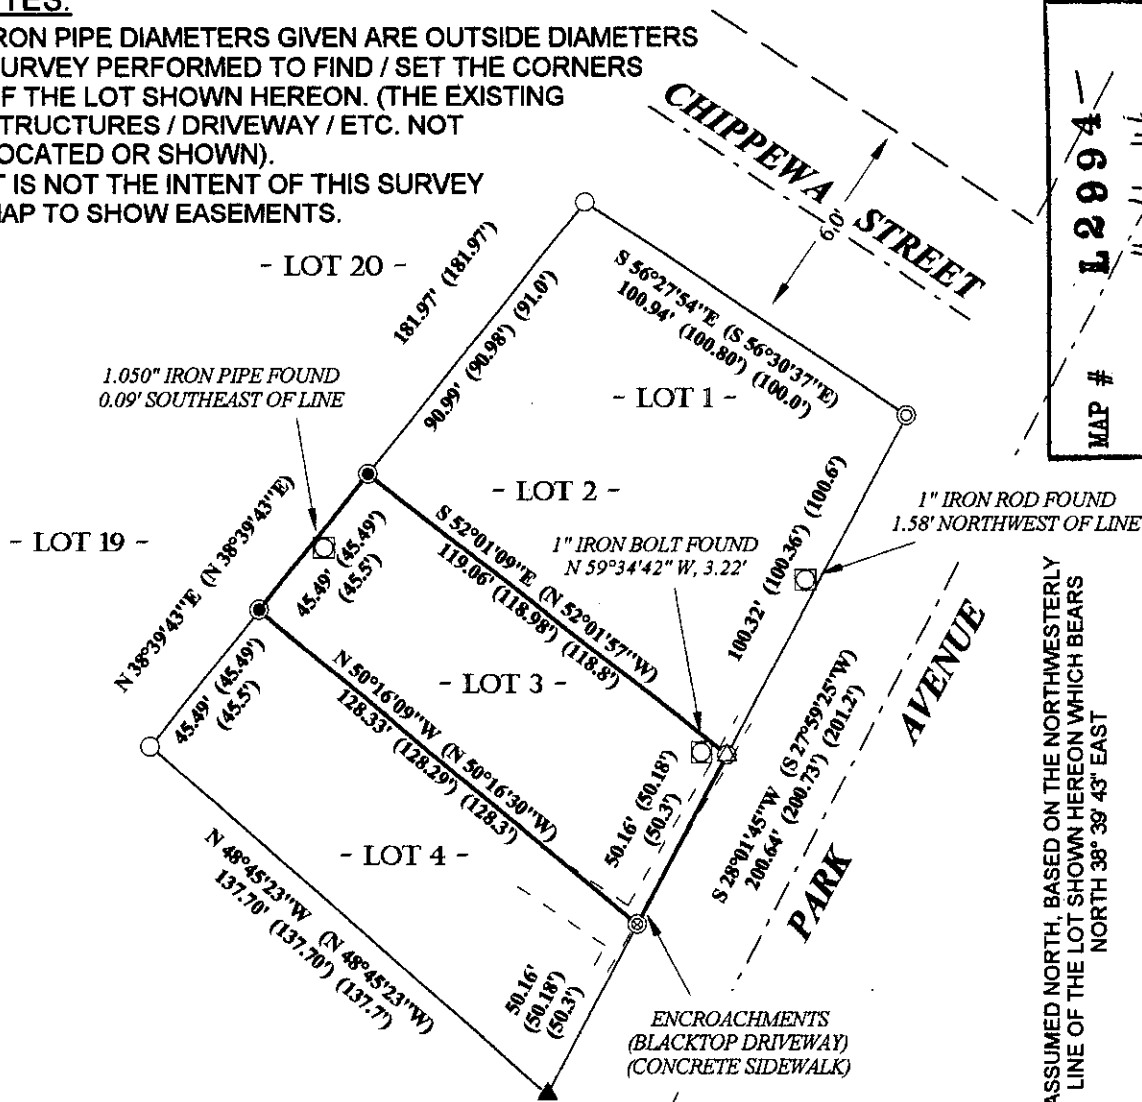 TES:
RON PIPE DIAMETERS GIVEN ARE OUTSIDE DIAMETERS
URVEY PERFORMED TO FIND / SET THE CORNERS
F THE LOT SHOWN HEREON. (THE EXISTING
TRUCTURES / DRIVEWAY / ETC. NOT
OCATED OR SHOWN).
T IS NOT THE INTENT OF THIS SURVEY
MAP TO SHOW EASEMENTS.
CHIPPEWA STREET
60'
MAP # L2994
- LOT 20 -
181.97' (181.97')
S 56°27'54"E (S 56°30'37"E)
100.94' (100.80') (100.0')
90.99' (90.98') (91.0')
1.050" IRON PIPE FOUND
0.09' SOUTHEAST OF LINE
- LOT 1 -
- LOT 2 -
1" IRON ROD FOUND
1.58' NORTHWEST OF LINE
- LOT 19 -
N 38°39'43"E (N 38°39'43"E)
45.49' (45.49')
(45.5')
S 52°01'09"E (N 52°01'57"W)
119.06' (118.98') (118.8')
1" IRON BOLT FOUND
N 59°34'42" W, 3.22'
100.32' (100.36') (100.6')
45.49' (45.49')
(45.5')
- LOT 3 -
N 50°16'09"W (N 50°16'30"W)
128.33' (128.29') (128.3')
50.16' (50.18')
(50.3')
S 28°01'45"W (S 27°59'25"W)
200.64' (200.73') (201.2')
PARK AVENUE
- LOT 4 -
N 48°45'23"W (N 48°45'23"W)
137.70' (137.70') (137.7')
50.16'
(50.18')
(50.3')
ENCROACHMENTS
(BLACKTOP DRIVEWAY)
(CONCRETE SIDEWALK)
ASSUMED NORTH, BASED ON THE NORTHWESTERLY
LINE OF THE LOT SHOWN HEREON WHICH BEARS
NORTH 38° 39' 43" EAST